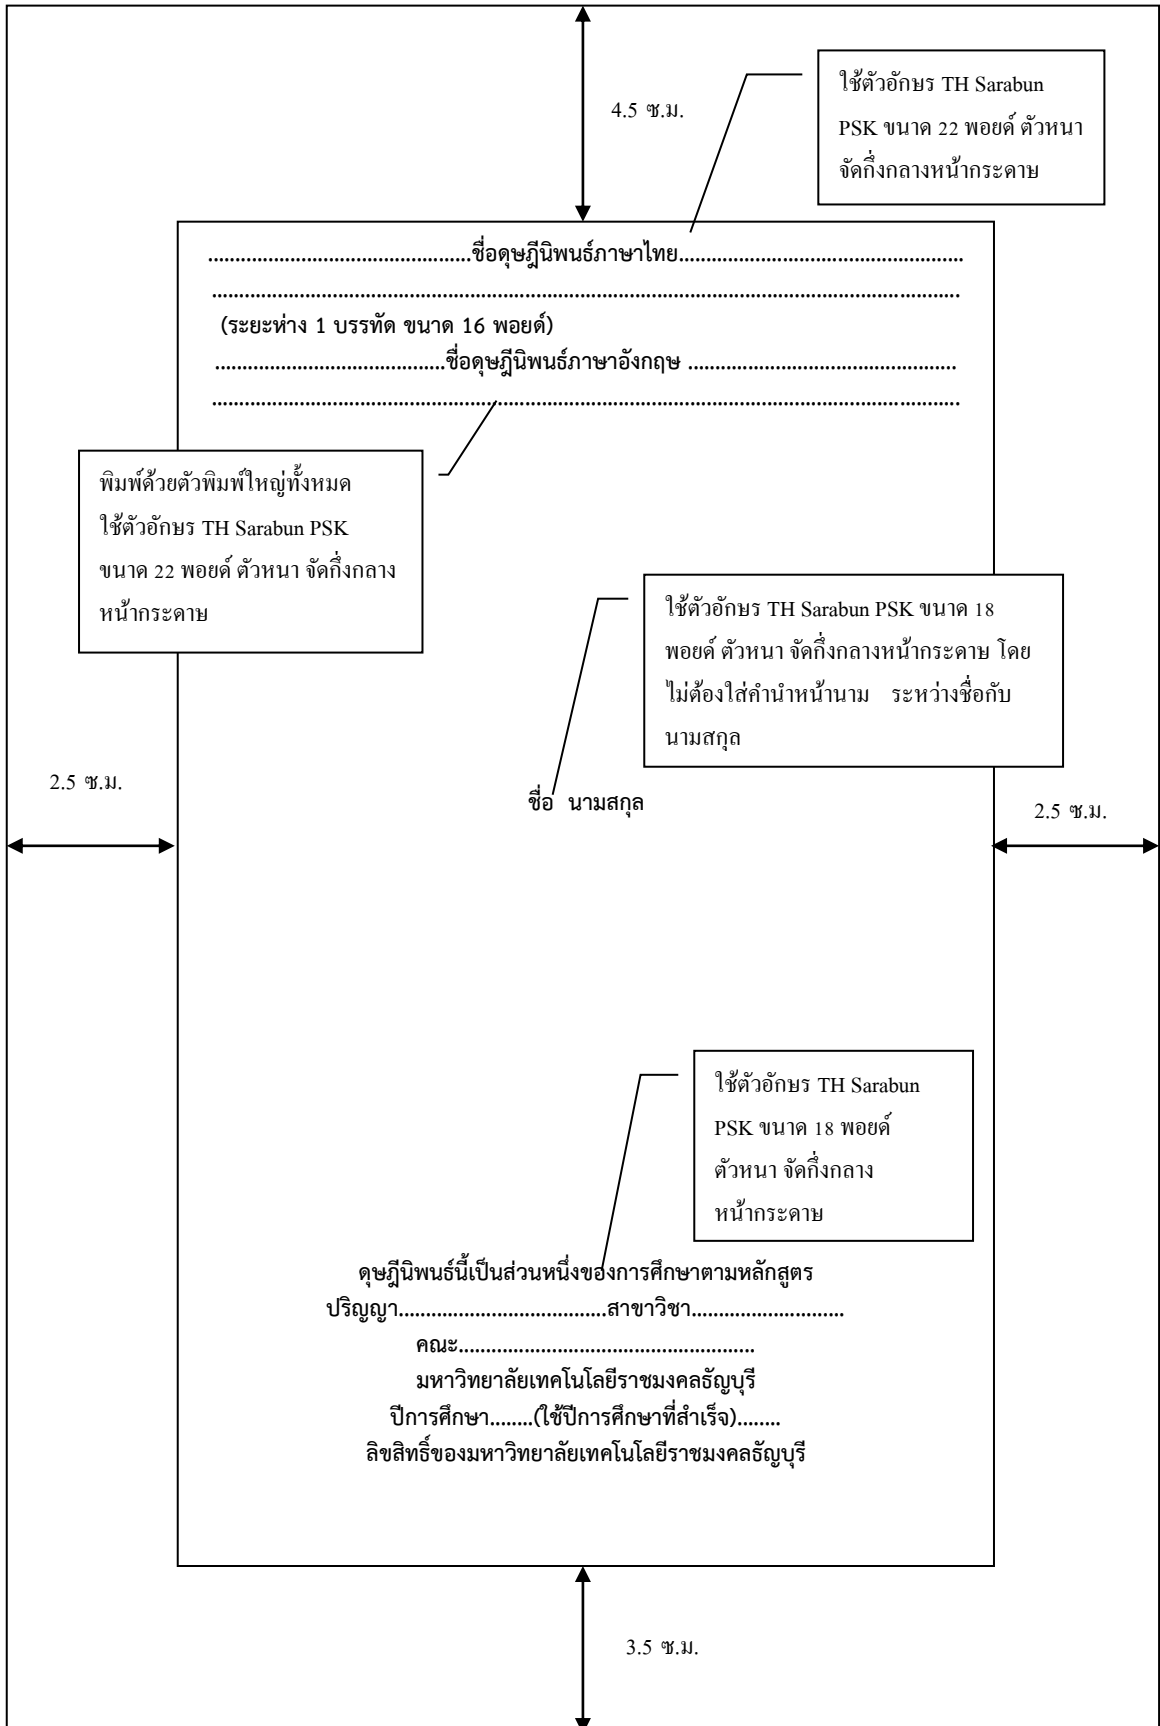 4.5 ซ.ม.
ใช้ตัวอักษร TH Sarabun
PSK ขนาด 22 พอยด์ ตัวหนา
จัดกึ่งกลางหน้ากระดาษ
................................................ชื่อดุษฎีนิพนธ์ภาษาไทย....................................................
.........................................................................................................................................
(ระยะห่าง 1 บรรทัด ขนาด 16 พอยด์)
..........................................ชื่อดุษฎีนิพนธ์ภาษาอังกฤษ .................................................
.........................................................................................................................................
พิมพ์ด้วยตัวพิมพ์ใหญ่ทั้งหมด
ใช้ตัวอักษร TH Sarabun PSK
ขนาด 22 พอยด์ ตัวหนา จัดกึ่งกลาง
หน้ากระดาษ
ใช้ตัวอักษร TH Sarabun PSK ขนาด 18
พอยด์ ตัวหนา จัดกึ่งกลางหน้ากระดาษ โดย
ไม่ต้องใส่คำนำหน้านาม ระหว่างชื่อกับ
นามสกุล
2.5 ซ.ม.
ชื่อ นามสกุล
2.5 ซ.ม.
ใช้ตัวอักษร TH Sarabun
PSK ขนาด 18 พอยด์
ตัวหนา จัดกึ่งกลาง
หน้ากระดาษ
ดุษฎีนิพนธ์นี้เป็นส่วนหนึ่งของการศึกษาตามหลักสูตร
ปริญญา......................................สาขาวิชา............................
คณะ......................................................
มหาวิทยาลัยเทคโนโลยีราชมงคลธัญบุรี
ปีการศึกษา........(ใช้ปีการศึกษาที่สำเร็จ)........
ลิขสิทธิ์ของมหาวิทยาลัยเทคโนโลยีราชมงคลธัญบุรี
3.5 ซ.ม.